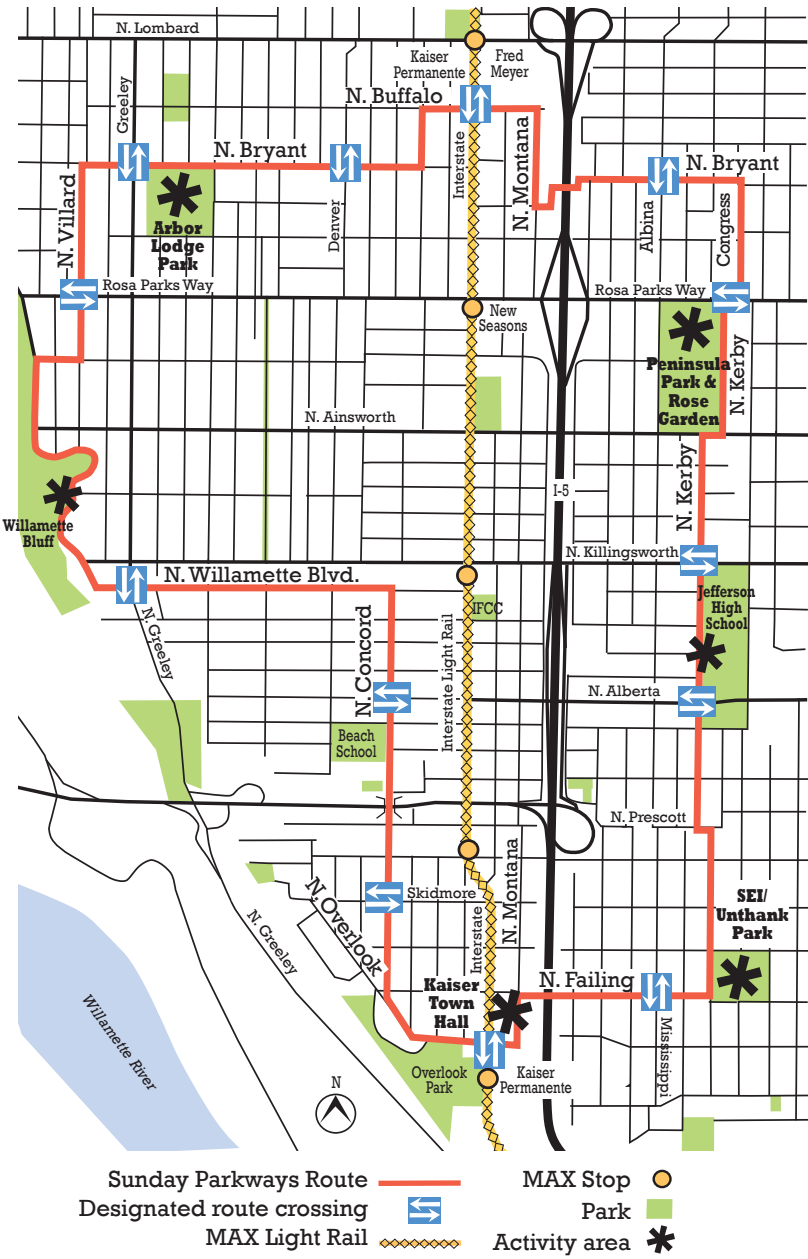 N. Lombard
Kaiser
Permanente
Fred
Meyer
N. Buffalo
Greeley
N. Bryant
Interstate
N. Montana
N. Bryant
N. Villard
Arbor
Lodge
Park
Denver
Albina
Congress
Rosa Parks Way
Rosa Parks Way
New
Seasons
Peninsula
Park &
Rose
Garden
N. Kerby
N. Ainsworth
N. Kerby
I-5
Willamette
Bluff
N. Killingsworth
N. Willamette Blvd.
Jefferson
High
School
N. Greeley
N. Concord
IFCC
Interstate Light Rail
N. Alberta
Beach
School
N. Prescott
N. Montana
Skidmore
SEI/
Unthank
Park
N. Overlook
N. Greeley
Interstate
Kaiser
Town
Hall
N. Failing
Willamette River
Mississippi
Overlook
Park
Kaiser
Permanente
N
Sunday Parkways Route
MAX Stop
Designated route crossing
Park
MAX Light Rail
Activity area